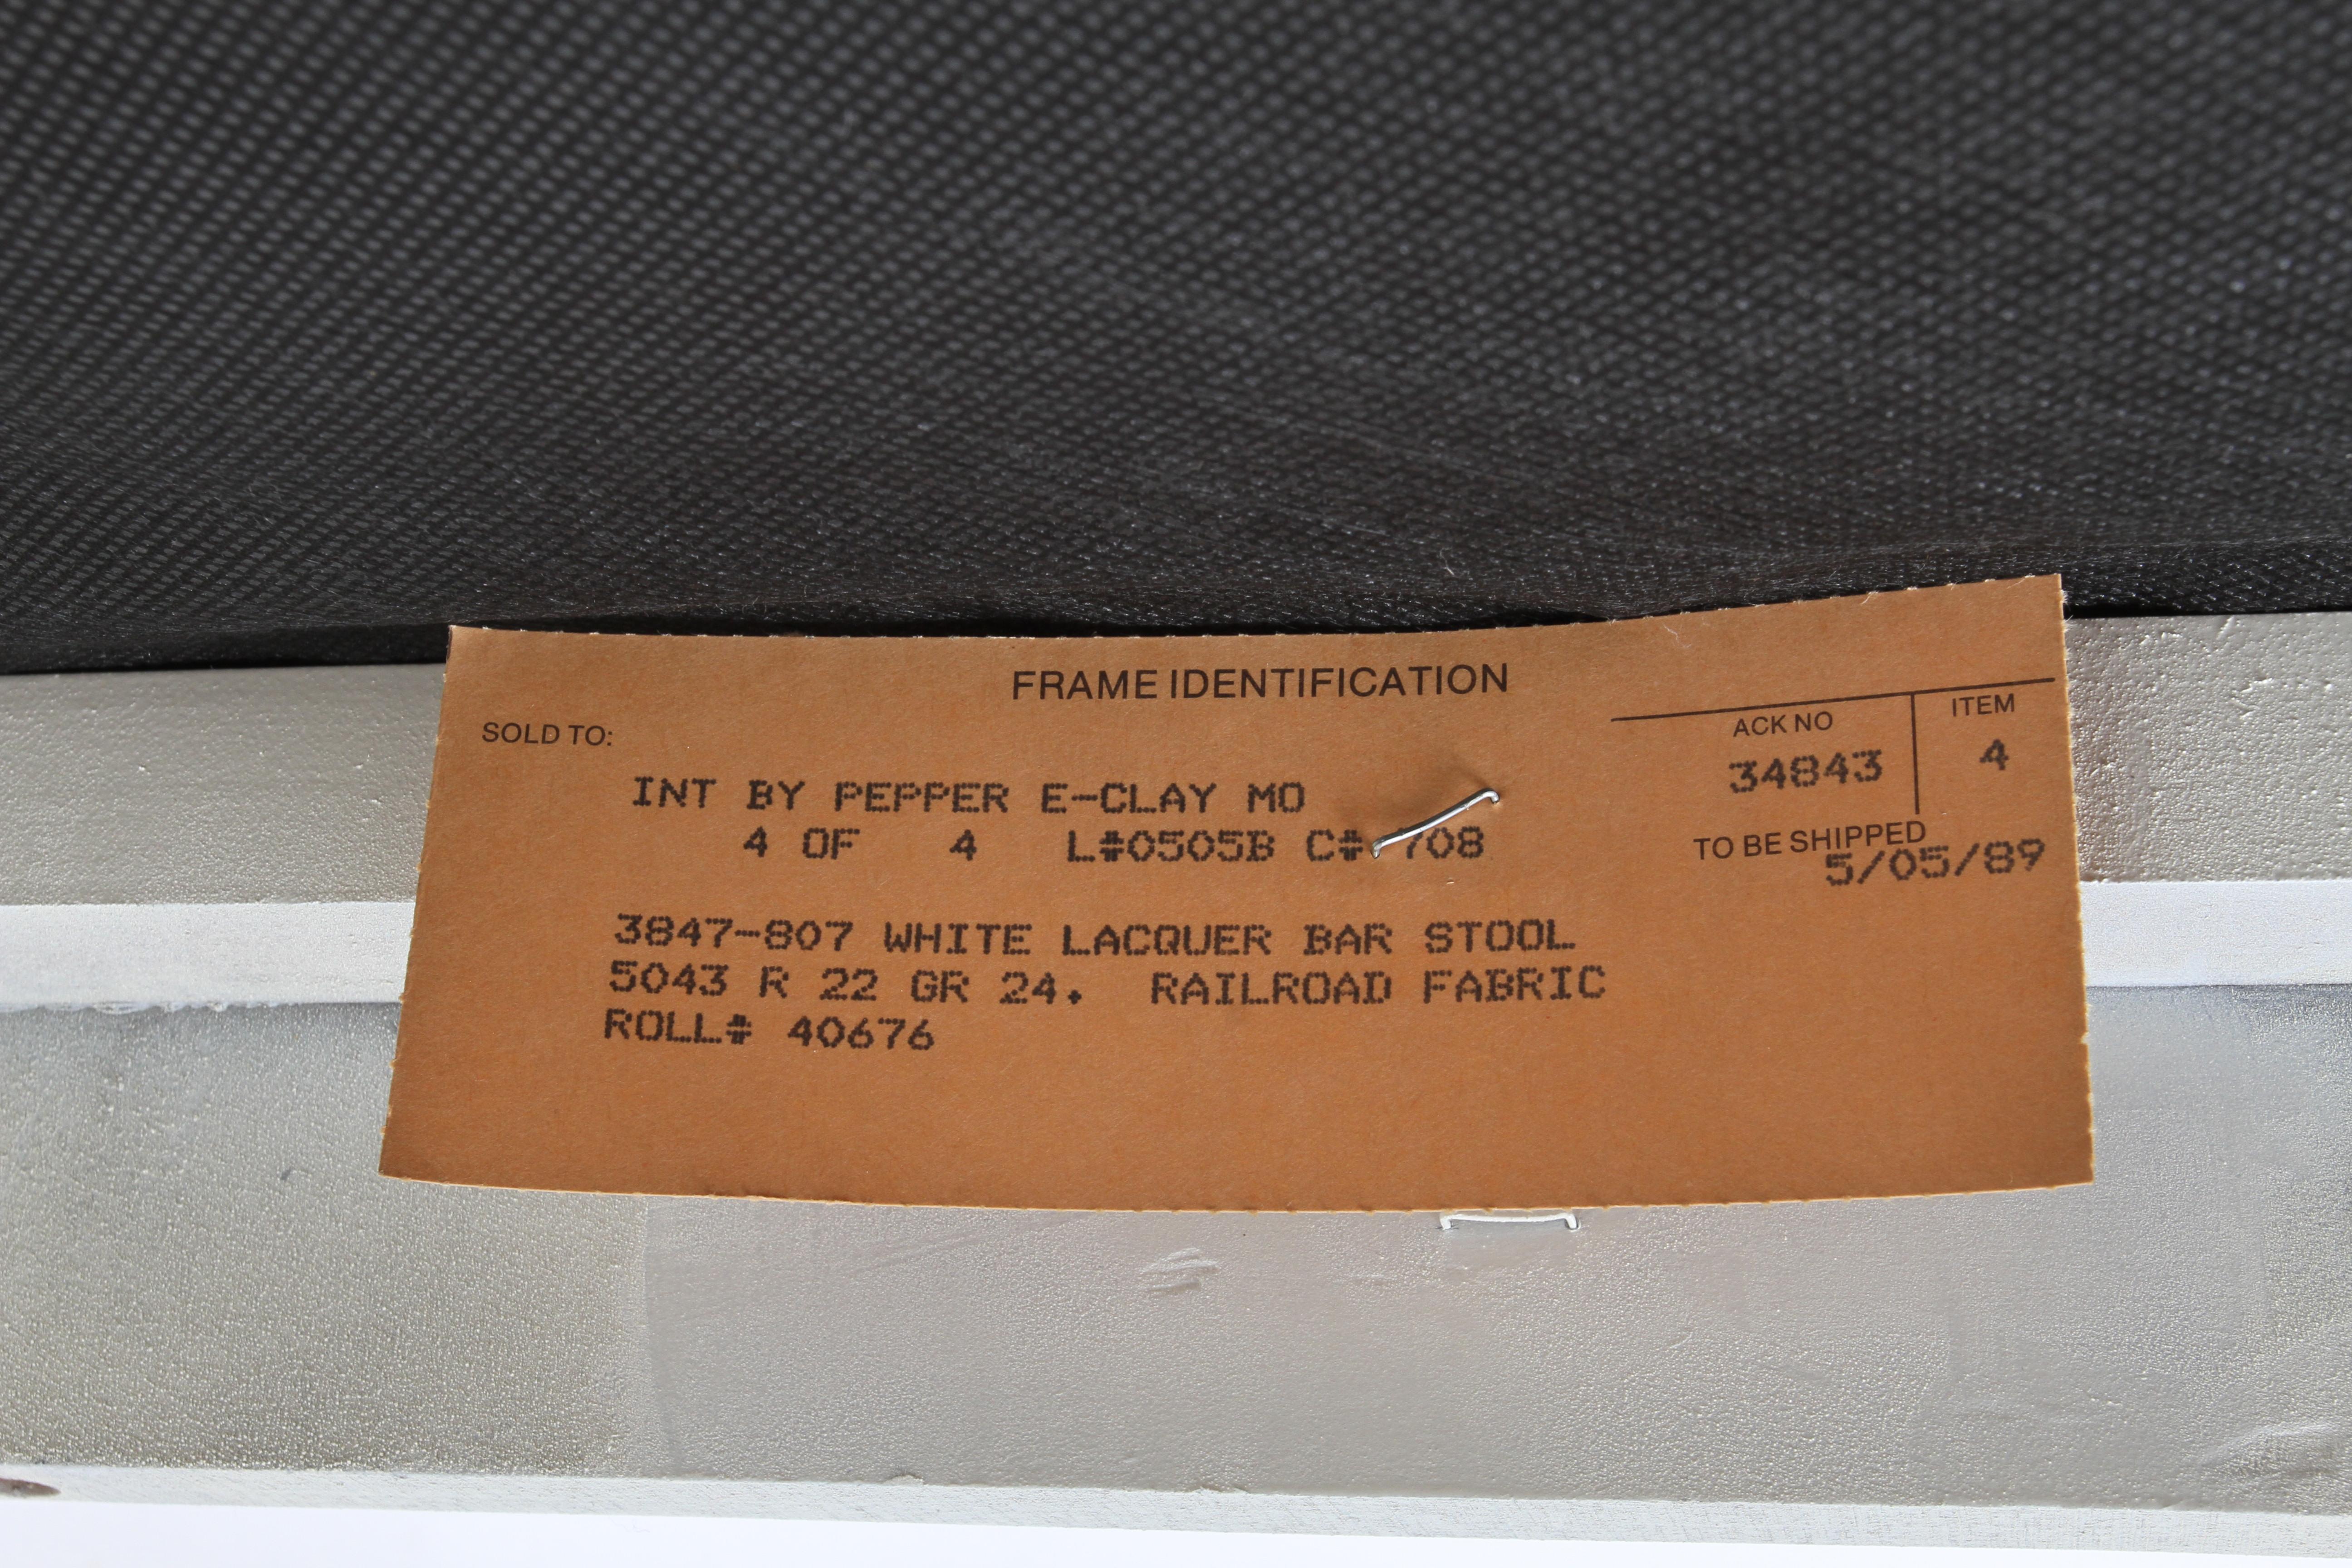 FRAME IDENTIFICATION
SOLD TO:
ACK NO
ITEM
34843
4
INT BY PEPPER E-CLAY MO
4 OF 4 L#0505B C#
TO BE SHIPPED
5/05/89
3847-807 WHITE LACQUER BAR STOOL
5043 R 22 GR 24. RAILROAD FABRIC
ROLL# 40676